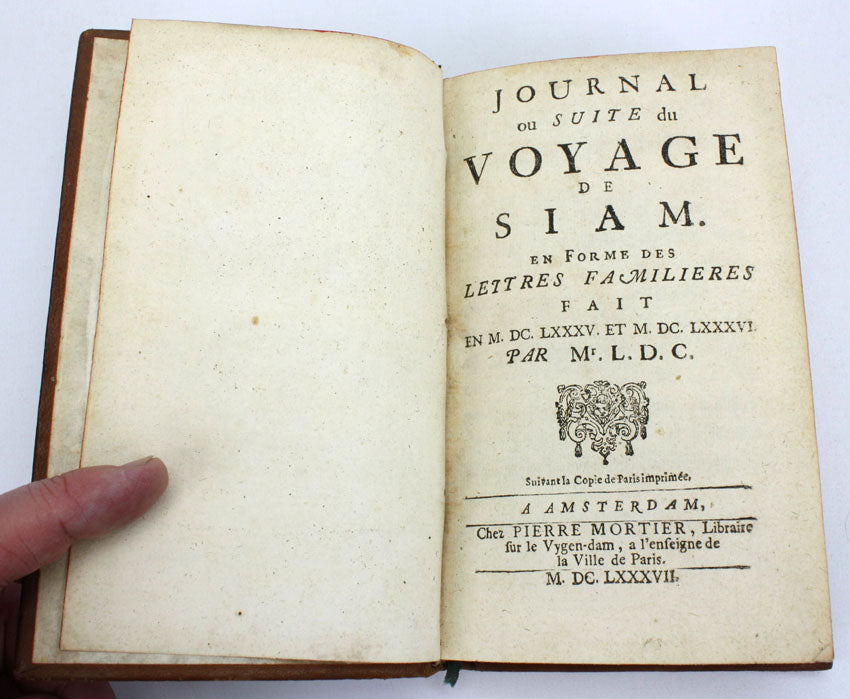 JOURNAL
ou SUITE du
VOYAGE
DE
SIAM.
EN FORME DES
LETTRES FAMILIERES
FAIT
EN M. DC. LXXXV. ET M. DC. LXXXVI.
PAR Mr. L. D. C.
Suivant la Copie de Paris imprimée,
A AMSTERDAM,
Chez PIERRE MORTIER, Libraire
sur le Vygen-dam, a l'enseigne de
la Ville de Paris.
M. DC. LXXXVII.